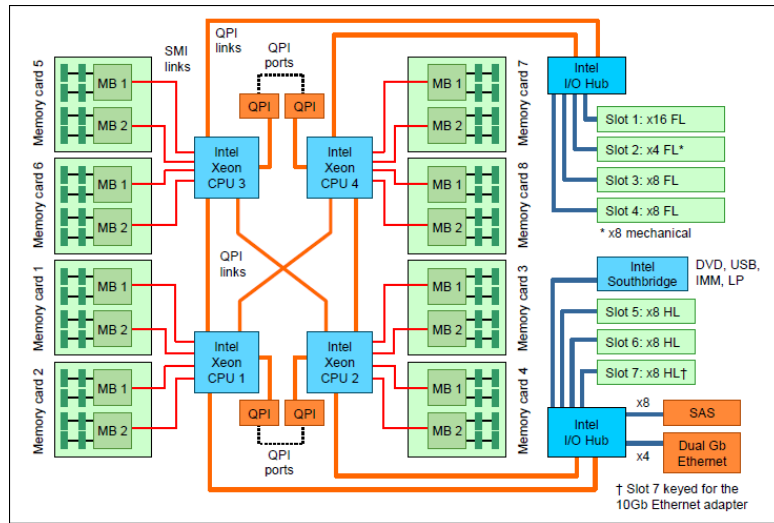 Memory card 5
MB 1
MB 2
SMI
links
QPI
links
QPI
ports
QPI
QPI
MB 1
MB 2
Memory card 7
Intel
I/O Hub
Slot 1: x16 FL
Slot 2: x4 FL*
Slot 3: x8 FL
Slot 4: x8 FL
* x8 mechanical
Memory card 6
MB 1
MB 2
Intel
Xeon
CPU 3
Intel
Xeon
CPU 4
MB 1
MB 2
Memory card 8
QPI
links
Memory card 1
MB 1
MB 2
MB 1
MB 2
Memory card 3
Intel
Southbridge
DVD, USB,
IMM, LP
Slot 5: x8 HL
Slot 6: x8 HL
Slot 7: x8 HL†
Intel
Xeon
CPU 1
Intel
Xeon
CPU 2
Memory card 2
MB 1
MB 2
QPI
QPI
QPI
ports
MB 1
MB 2
Memory card 4
Intel
I/O Hub
x8
SAS
x4
Dual Gb
Ethernet
† Slot 7 keyed for the
10Gb Ethernet adapter